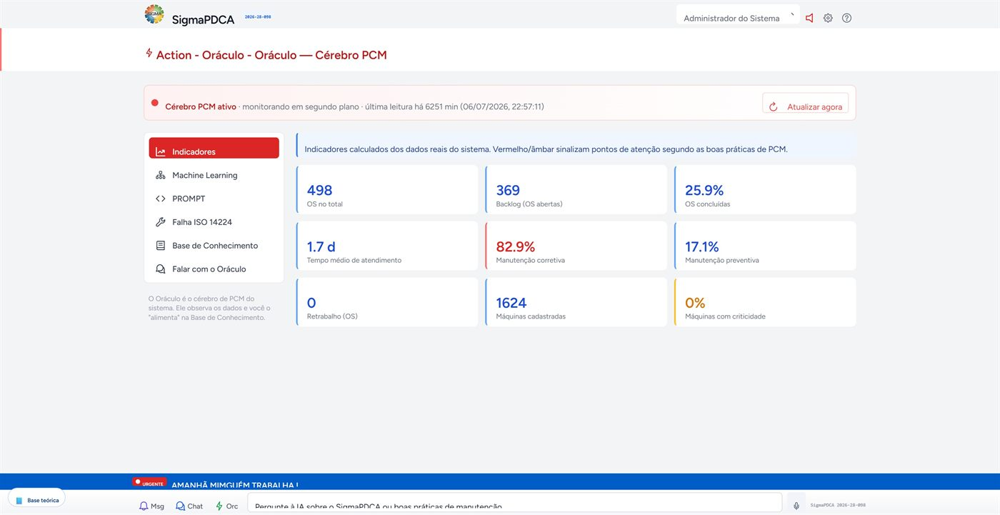 SIGMA
SigmaPDCA
2026-28-098
Administrador do Sistema
Action - Oráculo - Oráculo — Cérebro PCM
Cérebro PCM ativo · monitorando em segundo plano · última leitura há 6251 min (06/07/2026, 22:57:11)
Atualizar agora
Indicadores
Machine Learning
PROMPT
Falha ISO 14224
Base de Conhecimento
Falar com o Oráculo
O Oráculo é o cérebro de PCM do
sistema. Ele observa os dados e você o
"alimenta" na Base de Conhecimento.
Indicadores calculados dos dados reais do sistema. Vermelho/âmbar sinalizam pontos de atenção segundo as boas práticas de PCM.
498
OS no total
369
Backlog (OS abertas)
25.9%
OS concluídas
1.7 d
Tempo médio de atendimento
82.9%
Manutenção corretiva
17.1%
Manutenção preventiva
0
Retrabalho (OS)
1624
Máquinas cadastradas
0%
Máquinas com criticidade
URGENTE
AMANHÃ MIMGUÉM TRABALHA !
Base teórica
Msg
Chat
Orc
Pergunte à IA sobre o SigmaPDCA ou boas práticas de manutenção
SigmaPDCA 2026-28-098